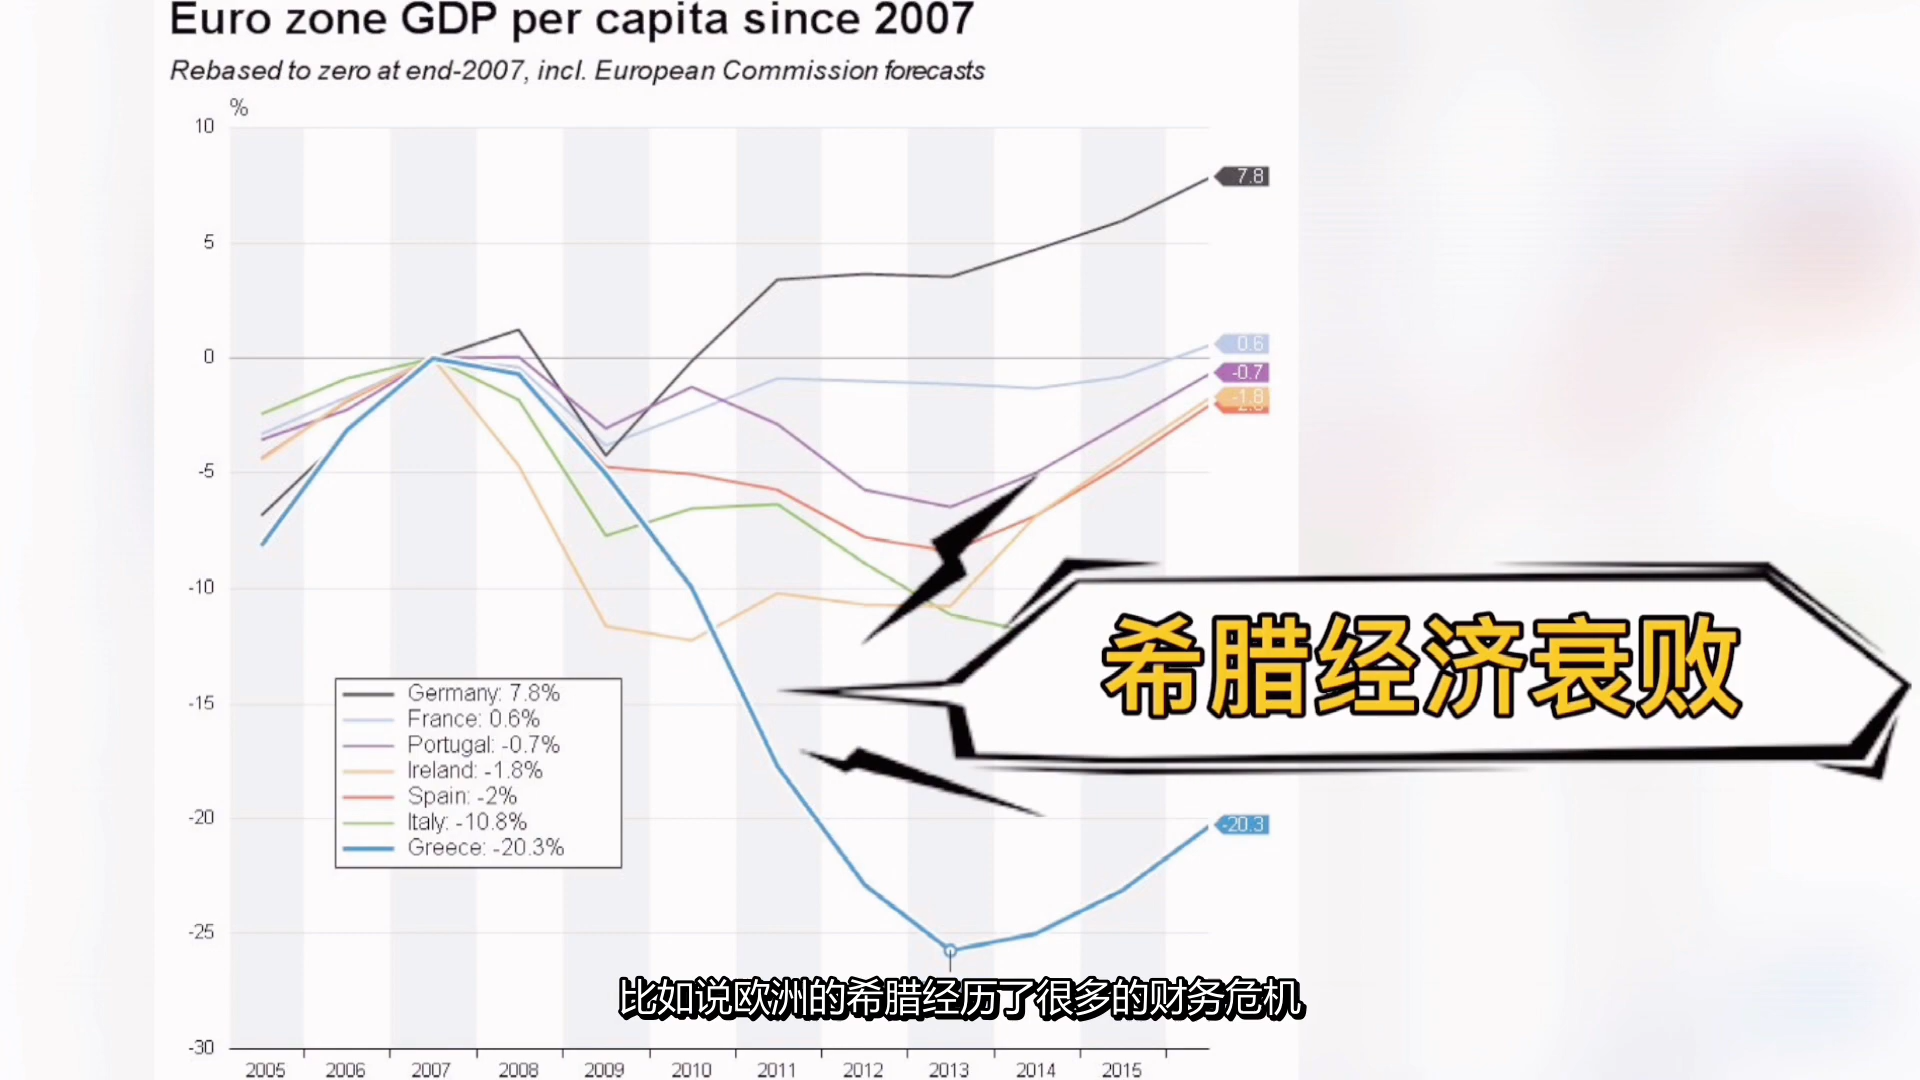 Euro zone GDP per capita since 2007
Rebased to zero at end-2007, incl. European Commission forecasts
%
10
7.8
5
0
0.6
-0.7
-1.8
-5
-10
希腊经济衰败
Germany: 7.8%
-15
France: 0.6%
Portugal: -0.7%
Ireland: -1.8%
Spain: -2%
Italy: -10.8%
Greece: -20.3%
-20
-20.3
-25
比如说欧洲的希腊经历了很多的财务危机
-30
2005 2006 2007 2008 2009 2010 2011 2012 2013 2014 2015